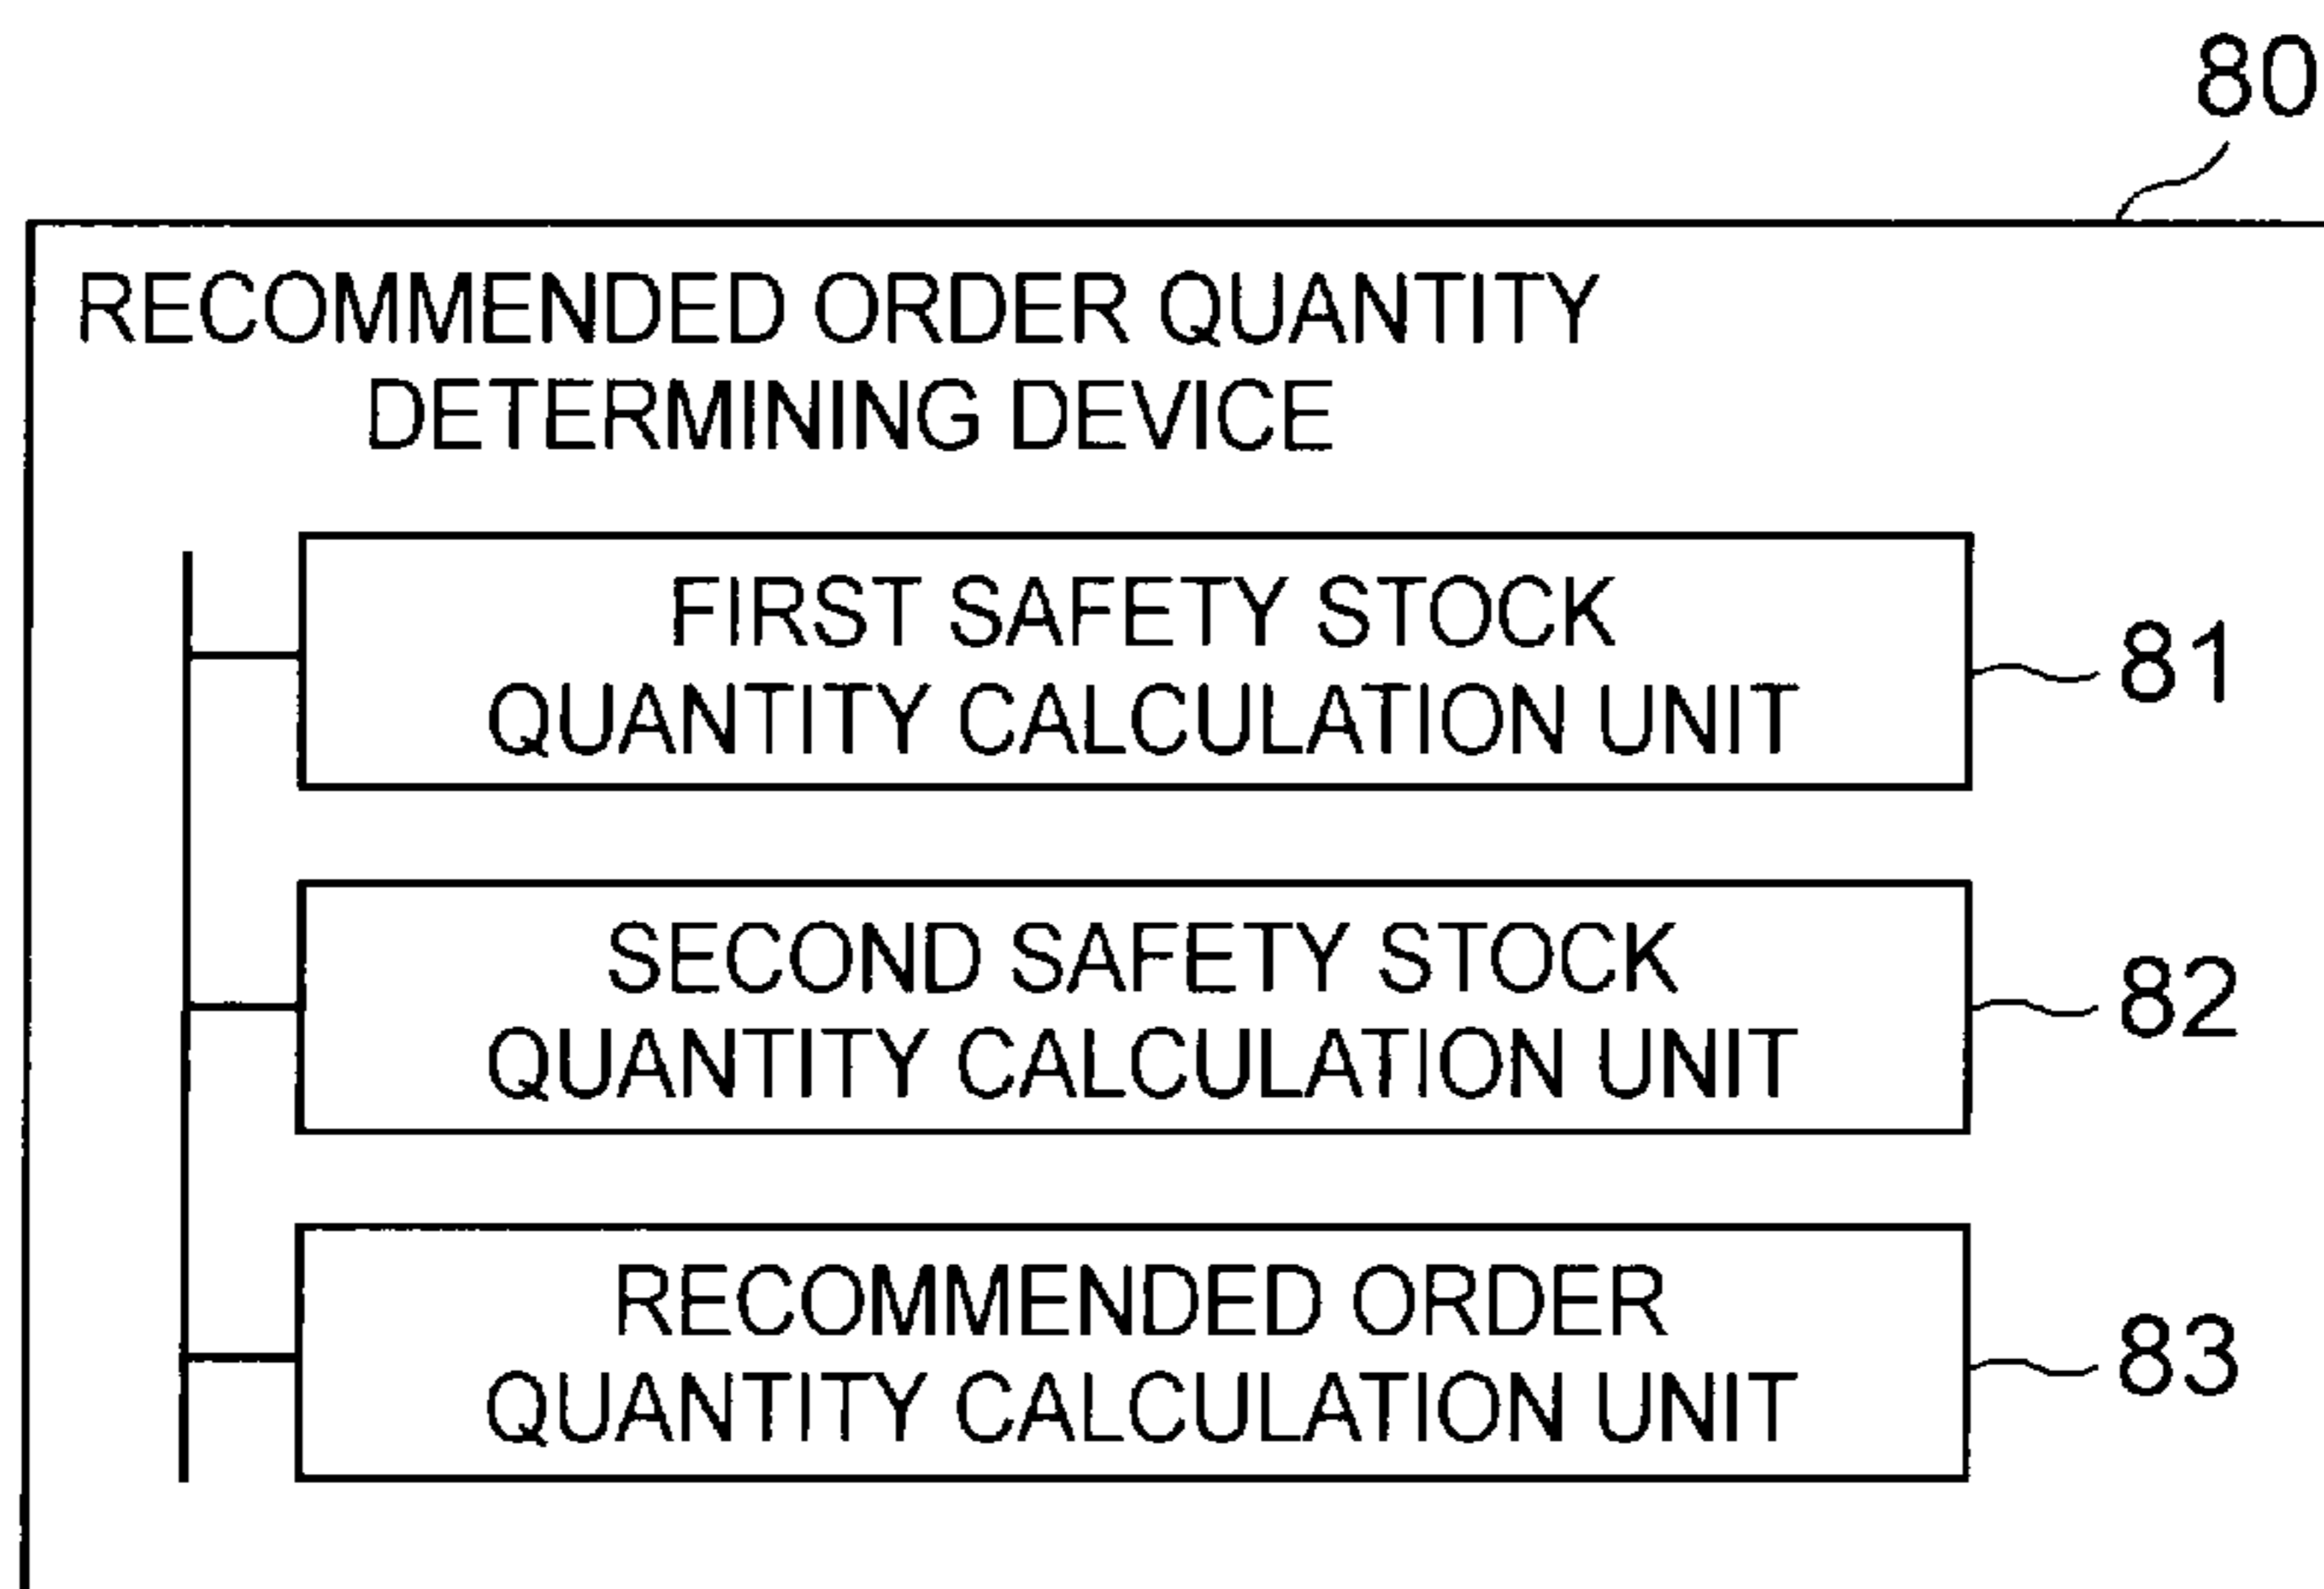 80
RECOMMENDED ORDER QUANTITY
DETERMINING DEVICE
FIRST SAFETY STOCK
QUANTITY CALCULATION UNIT
81
SECOND SAFETY STOCK
QUANTITY CALCULATION UNIT
82
RECOMMENDED ORDER
QUANTITY CALCULATION UNIT
83